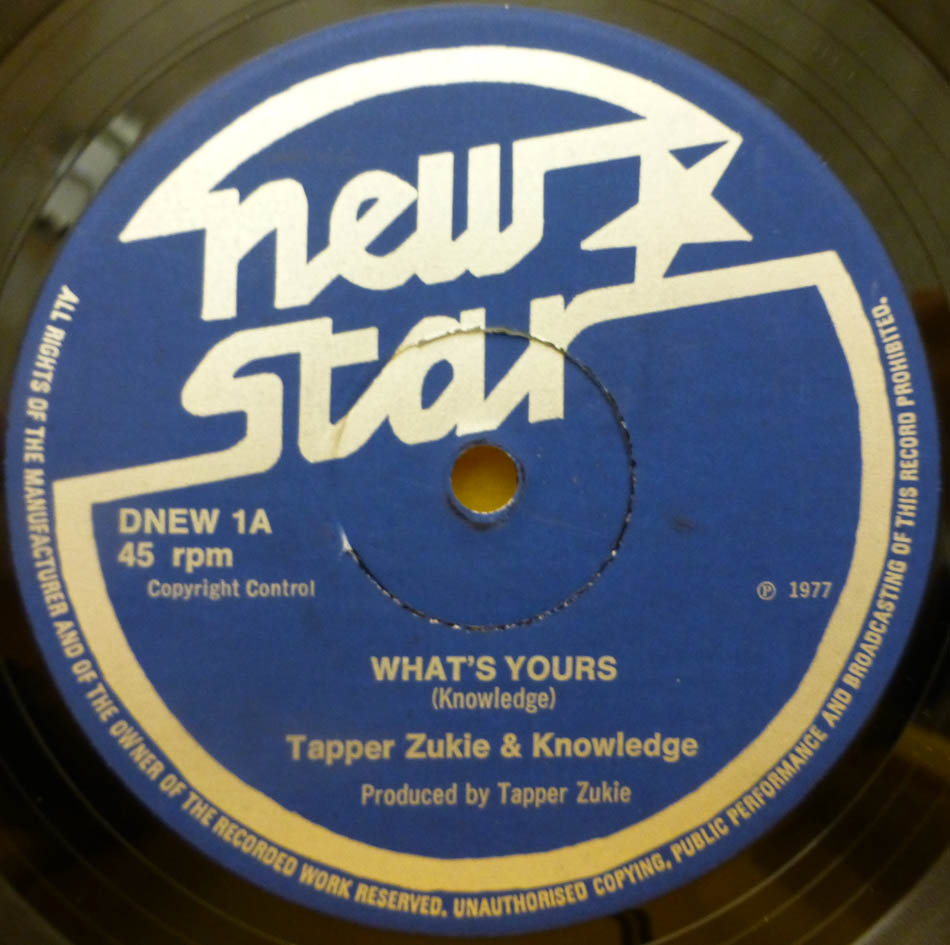 new
star
DNEW 1A
45 rpm
Copyright Control
℗ 1977
WHAT'S YOURS
(Knowledge)
Tapper Zukie & Knowledge
Produced by Tapper Zukie
ALL RIGHTS OF THE MANUFACTURER AND OF THE OWNER OF THE RECORDED WORK RESERVED. UNAUTHORISED COPYING, PUBLIC PERFORMANCE AND BROADCASTING OF THIS RECORD PROHIBITED.